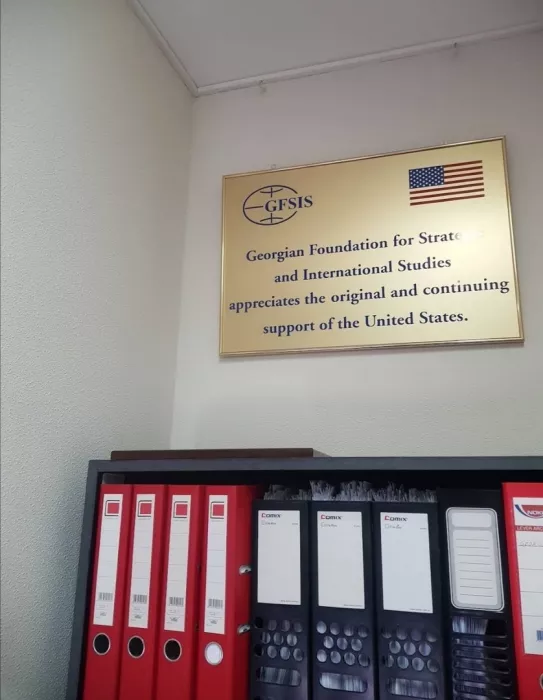 GFSIS
Georgian Foundation for
and International Studies
appreciates the original and continuing
support of the United States.
COMIX
COMIX
COMIX